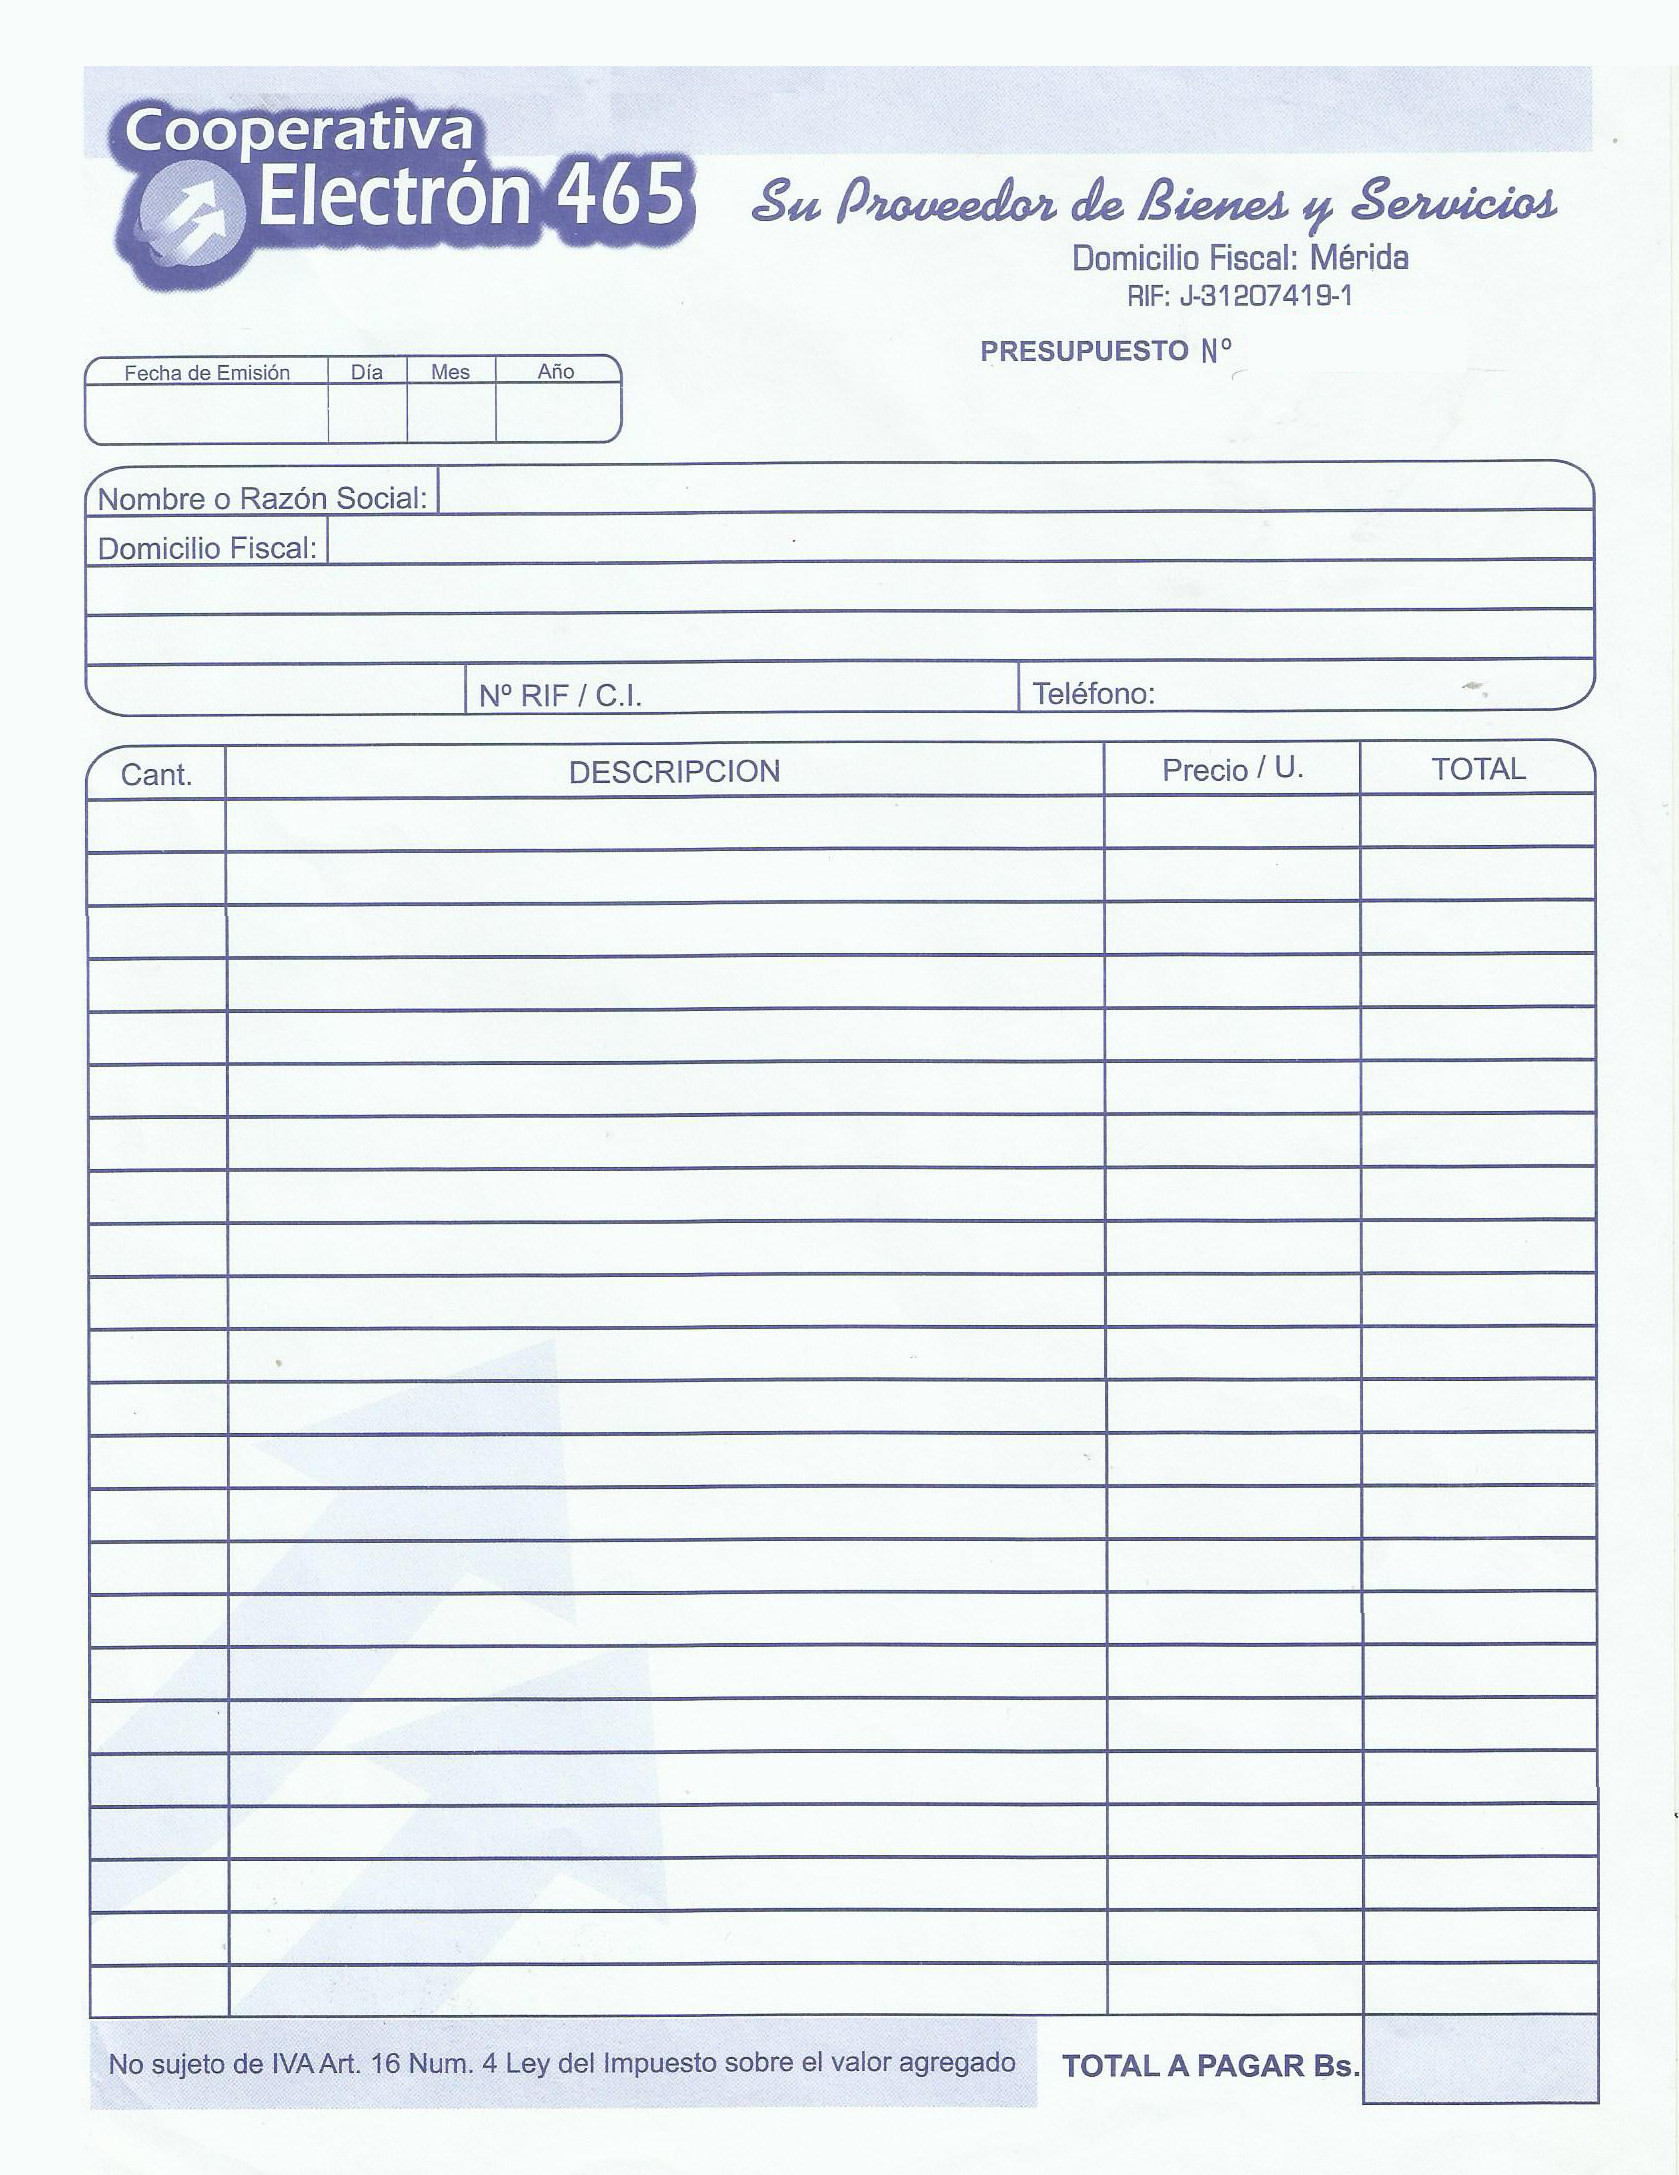 Cooperativa
Electrón 465
Su Proveedor de Bienes y Servicios
Domicilio Fiscal: Mérida
RIF: J-31207419-1
PRESUPUESTO Nº
Fecha de Emisión Día Mes Año
Nombre o Razón Social:
Domicilio Fiscal:
Nº RIF / C.I. Teléfono:
Cant. DESCRIPCION Precio / U. TOTAL
No sujeto de IVA Art. 16 Num. 4 Ley del Impuesto sobre el valor agregado TOTAL A PAGAR Bs.